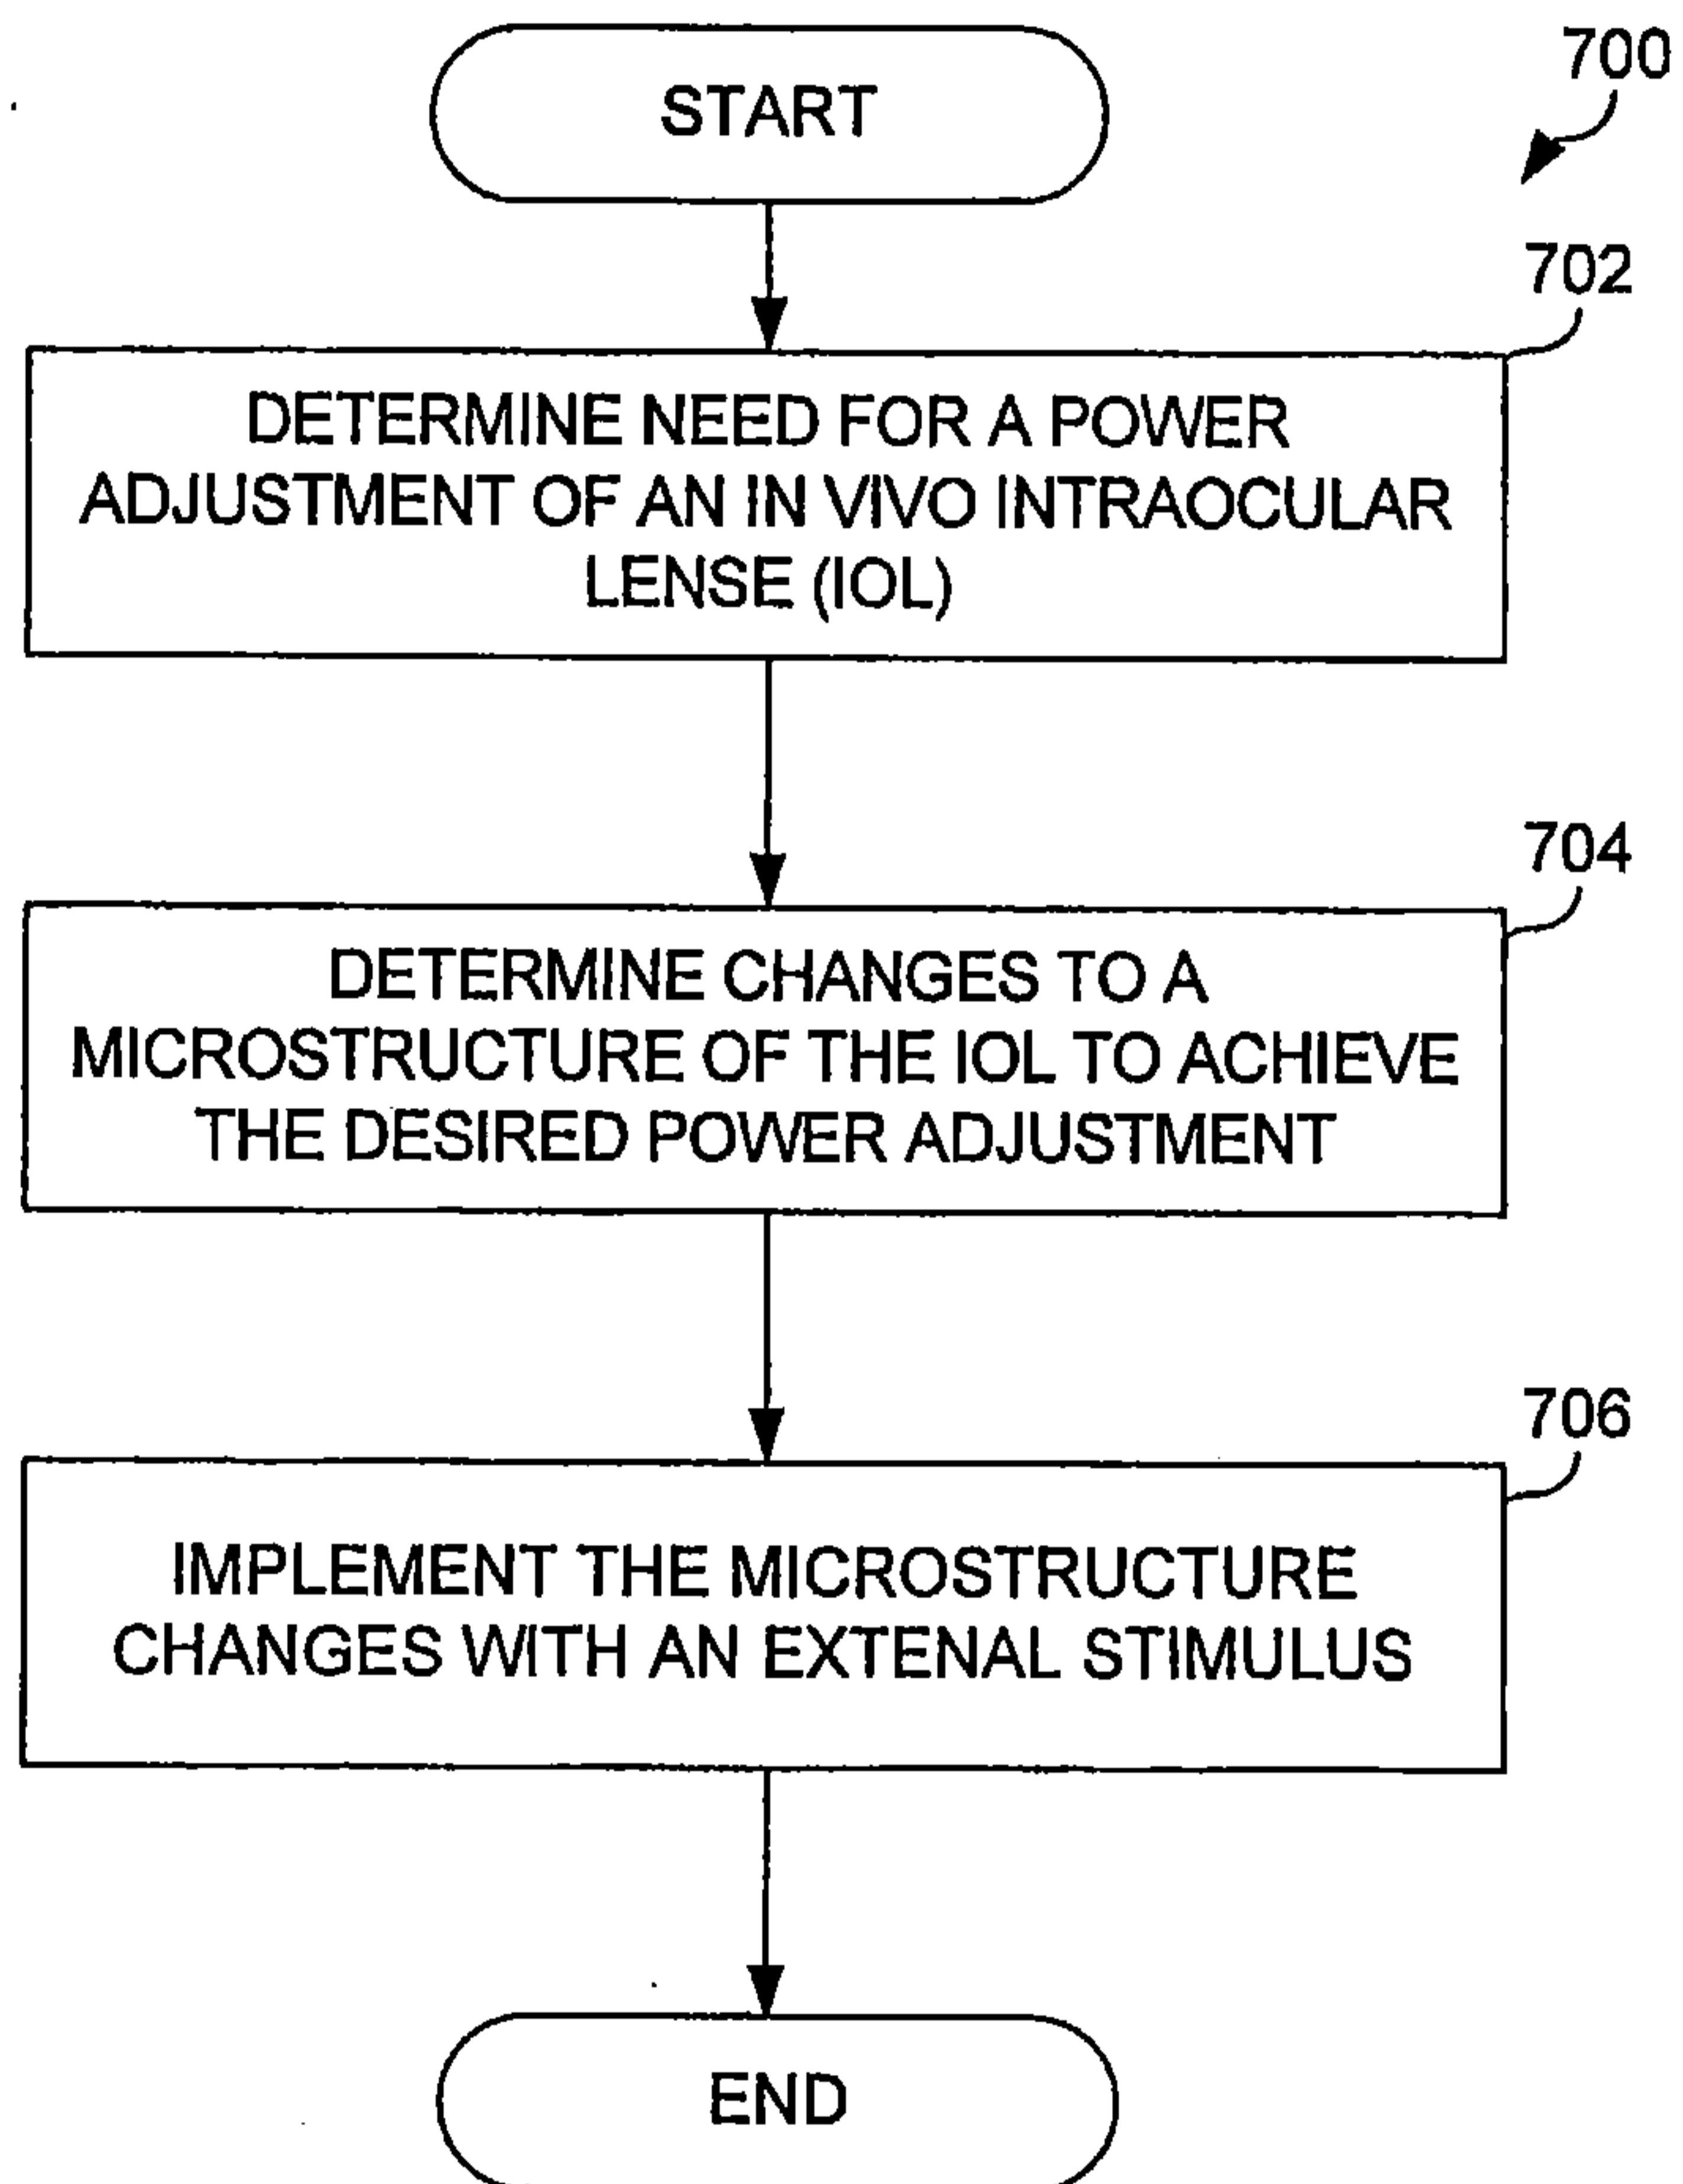 START
700
702
DETERMINE NEED FOR A POWER
ADJUSTMENT OF AN IN VIVO INTRAOCULAR
LENSE (IOL)
704
DETERMINE CHANGES TO A
MICROSTRUCTURE OF THE IOL TO ACHIEVE
THE DESIRED POWER ADJUSTMENT
706
IMPLEMENT THE MICROSTRUCTURE
CHANGES WITH AN EXTENAL STIMULUS
END